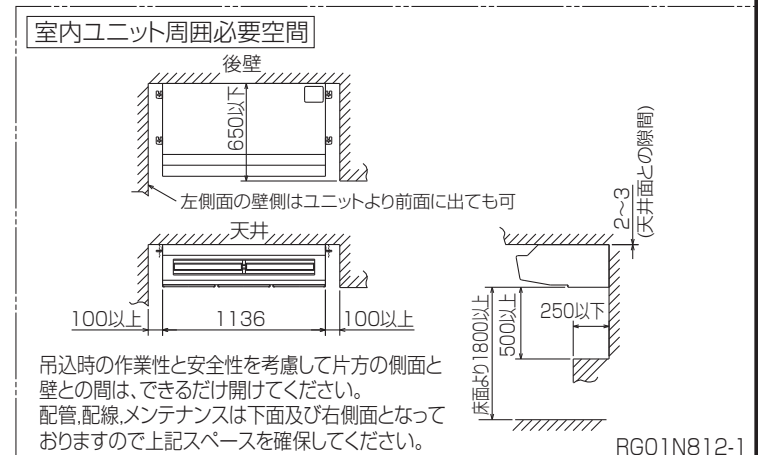 室内ユニット周囲必要空間
後壁
650以下
左側面の壁側はユニットより前面に出ても可
天井
100以上
1136
100以上
2~3
(天井面との隙間)
床面より1800以上
500以上
250以下
吊込時の作業性と安全性を考慮して片方の側面と
壁との間は、できるだけ開けてください。
配管,配線,メンテナンスは下面及び右側面となって
おりますので上記スペースを確保してください。
RG01N812-1